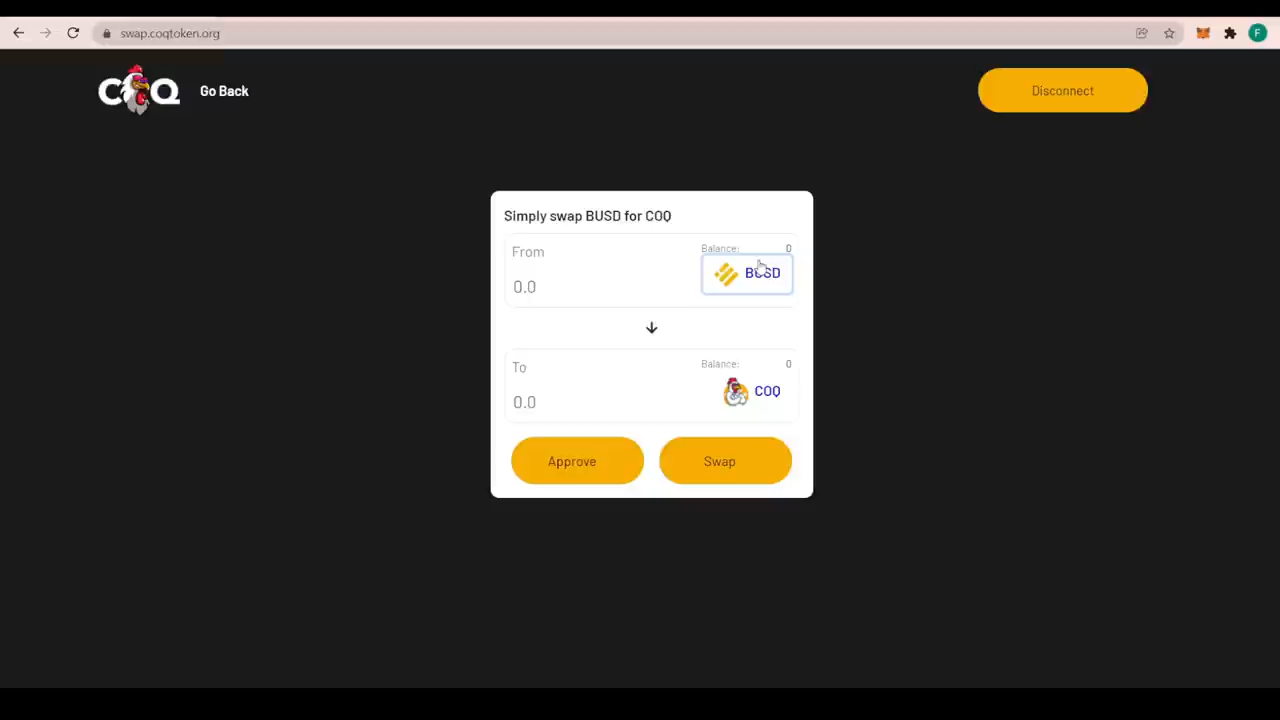 swap.coqtoken.org
F
COQ
Go Back
Disconnect
Simply swap BUSD for COQ
From
Balance: 0
0.0
BUSD
To
Balance: 0
0.0
COQ
Approve
Swap